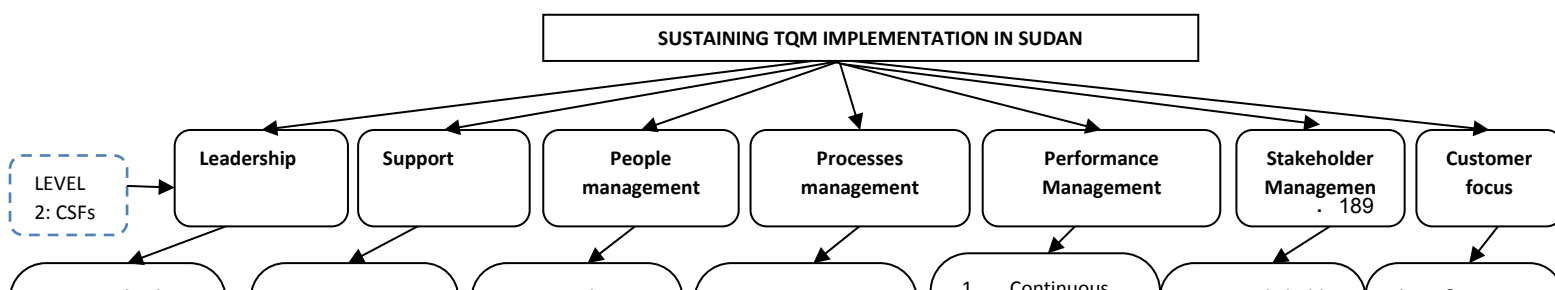 SUSTAINING TQM IMPLEMENTATION IN SUDAN
LEVEL
2: CSFs
Leadership
Support
People
management
Processes
management
Performance
Management
Stakeholder
Managemen
. 189
Customer
focus
1. Continuous